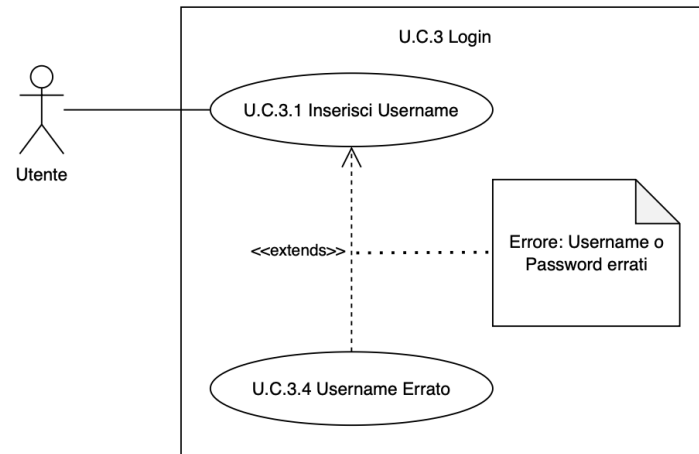 U.C.3 Login
U.C.3.1 Inserisci Username
Utente
<<extends>>
Errore: Username o
Password errati
U.C.3.4 Username Errato